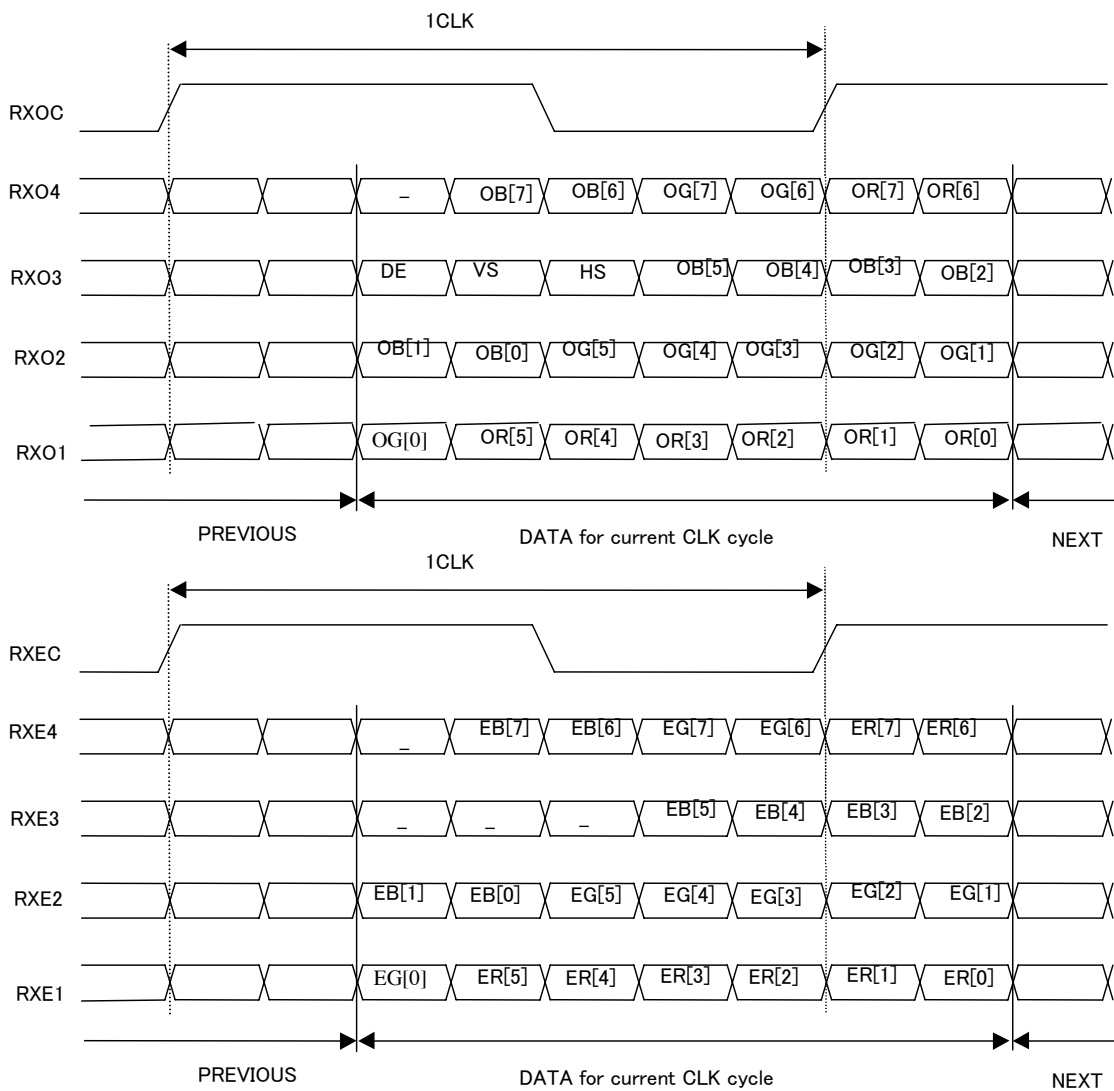 1CLK
RXOC
RXO4 _ OB[7] OB[6] OG[7] OG[6] OR[7] OR[6]
RXO3 DE VS HS OB[5] OB[4] OB[3] OB[2]
RXO2 OB[1] OB[0] OG[5] OG[4] OG[3] OG[2] OG[1]
RXO1 OG[0] OR[5] OR[4] OR[3] OR[2] OR[1] OR[0]
PREVIOUS DATA for current CLK cycle NEXT
1CLK
RXEC
RXE4 _ EB[7] EB[6] EG[7] EG[6] ER[7] ER[6]
RXE3 _ _ _ EB[5] EB[4] EB[3] EB[2]
RXE2 EB[1] EB[0] EG[5] EG[4] EG[3] EG[2] EG[1]
RXE1 EG[0] ER[5] ER[4] ER[3] ER[2] ER[1] ER[0]
PREVIOUS DATA for current CLK cycle NEXT